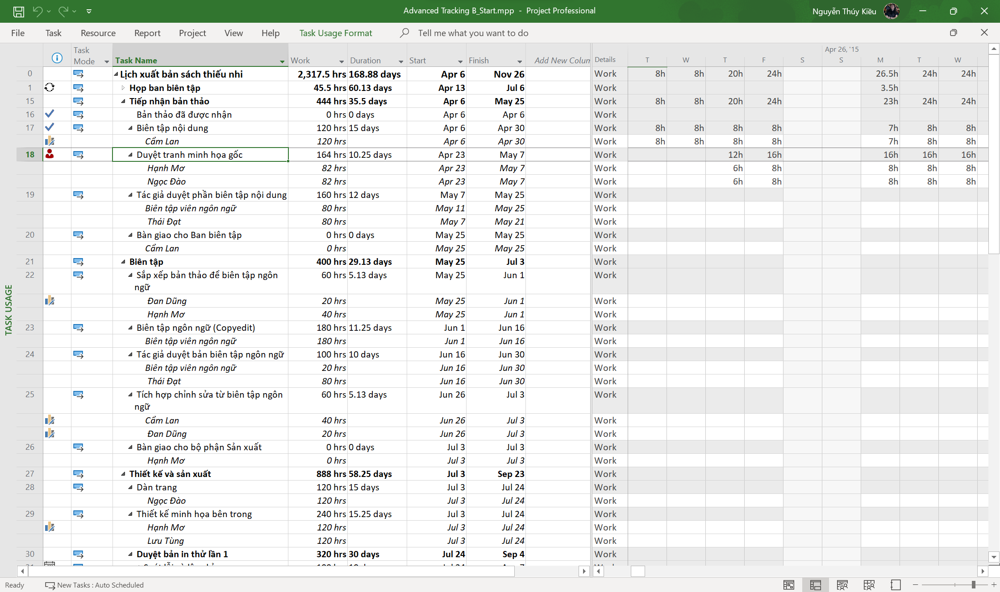 Advanced Tracking B_Start.mpp - Project Professional
Nguyễn Thúy Kiều
File Task Resource Report Project View Help Task Usage Format Tell me what you want to do
Task Mode Task Name Work Duration Start Finish Add New Colum Details T W T F S S M T W
Apr 26, '15
0 Lịch xuất bản sách thiếu nhi 2,317.5 hrs 168.88 days Apr 6 Nov 26 Work 8h 8h 20h 24h 26.5h 24h 24h
1 Họp ban biên tập 45.5 hrs 60.13 days Apr 13 Jul 6 Work 3.5h
15 Tiếp nhận bản thảo 444 hrs 35.5 days Apr 6 May 25 Work 8h 8h 20h 24h 23h 24h 24h
16 Bản thảo đã được nhận 0 hrs 0 days Apr 6 Apr 6 Work
17 Biên tập nội dung 120 hrs 15 days Apr 6 Apr 30 Work 8h 8h 8h 8h 7h 8h 8h
Cẩm Lan 120 hrs Apr 6 Apr 30 Work 8h 8h 8h 8h 7h 8h 8h
18 Duyệt tranh minh họa gốc 164 hrs 10.25 days Apr 23 May 7 Work 12h 16h 16h 16h 16h
Hạnh Mơ 82 hrs Apr 23 May 7 Work 6h 8h 8h 8h 8h
Ngọc Đào 82 hrs Apr 23 May 7 Work 6h 8h 8h 8h 8h
19 Tác giả duyệt phần biên tập nội dung 160 hrs 12 days May 7 May 25 Work
Biên tập viên ngôn ngữ 80 hrs May 11 May 25 Work
Thái Đạt 80 hrs May 7 May 21 Work
20 Bàn giao cho Ban biên tập 0 hrs 0 days May 25 May 25 Work
Cẩm Lan 0 hrs May 25 May 25 Work
21 Biên tập 400 hrs 29.13 days May 25 Jul 3 Work
22 Sắp xếp bản thảo để biên tập ngôn 60 hrs 5.13 days May 25 Jun 1 Work
ngữ
Đan Dũng 20 hrs May 25 Jun 1 Work
Hạnh Mơ 40 hrs May 25 Jun 1 Work
23 Biên tập ngôn ngữ (Copyedit) 180 hrs 11.25 days Jun 1 Jun 16 Work
Biên tập viên ngôn ngữ 180 hrs Jun 1 Jun 16 Work
24 Tác giả duyệt bản biên tập ngôn ngữ 100 hrs 10 days Jun 16 Jun 30 Work
Biên tập viên ngôn ngữ 20 hrs Jun 16 Jun 30 Work
Thái Đạt 80 hrs Jun 16 Jun 30 Work
25 Tích hợp chỉnh sửa từ biên tập ngôn 60 hrs 5.13 days Jun 26 Jul 3 Work
ngữ
Cẩm Lan 40 hrs Jun 26 Jul 3 Work
Đan Dũng 20 hrs Jun 26 Jul 3 Work
26 Bàn giao cho bộ phận Sản xuất 0 hrs 0 days Jul 3 Jul 3 Work
Hạnh Mơ 0 hrs Jul 3 Jul 3 Work
27 Thiết kế và sản xuất 888 hrs 58.25 days Jul 3 Sep 23 Work
28 Dàn trang 120 hrs 15 days Jul 3 Jul 24 Work
Ngọc Đào 120 hrs Jul 3 Jul 24 Work
29 Thiết kế minh họa bên trong 240 hrs 15.25 days Jul 3 Jul 24 Work
Hạnh Mơ 120 hrs Jul 3 Jul 24 Work
Lưu Tùng 120 hrs Jul 3 Jul 24 Work
30 Duyệt bản in thử lần 1 320 hrs 30 days Jul 24 Sep 4 Work
TASK USAGE
Ready New Tasks : Auto Scheduled